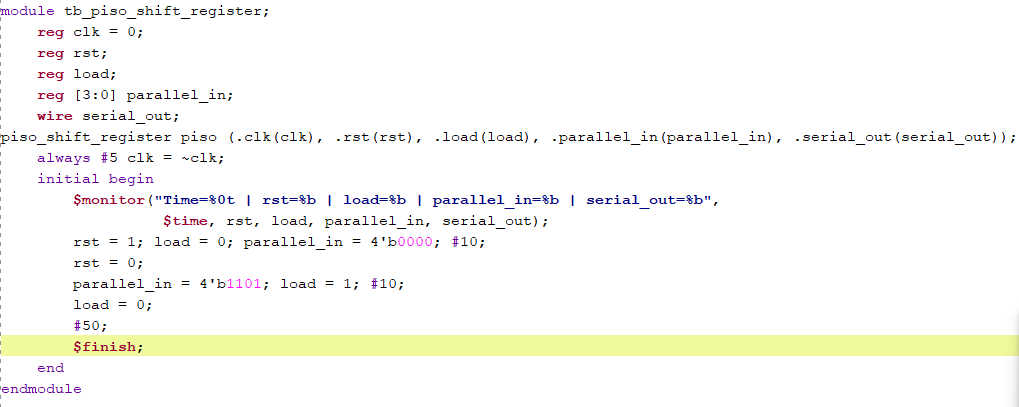 module tb_piso_shift_register;
reg clk = 0;
reg rst;
reg load;
reg [3:0] parallel_in;
wire serial_out;
piso_shift_register piso (.clk(clk), .rst(rst), .load(load), .parallel_in(parallel_in), .serial_out(serial_out));
always #5 clk = ~clk;
initial begin
$monitor("Time=%0t | rst=%b | load=%b | parallel_in=%b | serial_out=%b",
$time, rst, load, parallel_in, serial_out);
rst = 1; load = 0; parallel_in = 4'b0000; #10;
rst = 0;
parallel_in = 4'b1101; load = 1; #10;
load = 0;
#50;
$finish;
end
endmodule